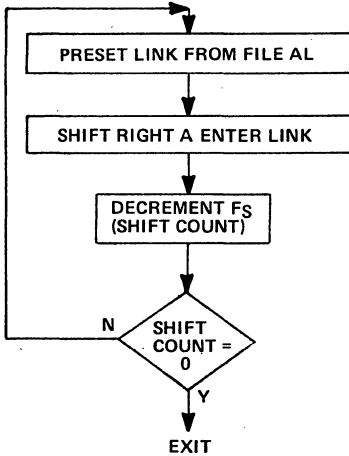 PRESET LINK FROM FILE AL
SHIFT RIGHT A ENTER LINK
DECREMENT FS
(SHIFT COUNT)
N
SHIFT
COUNT =
0
Y
EXIT